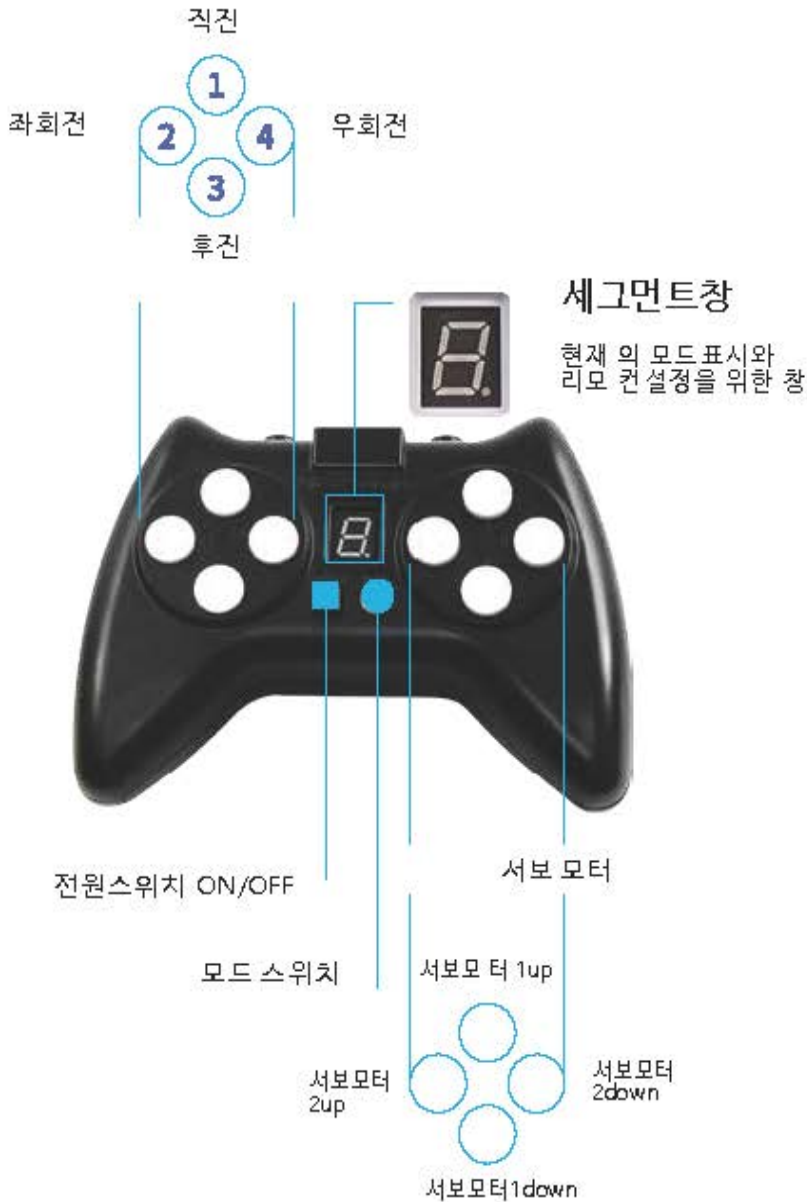 직진
1
좌회전
2
4
우회전
3
후진
세그먼트창
현재 의 모드표시와
리모 컨설정을 위한 창
8.
8.
전원스위치 ON/OFF
서보 모터
모드 스위치
서보모 터 1up
서보모터
2up
서보모터
2down
서보모터1down